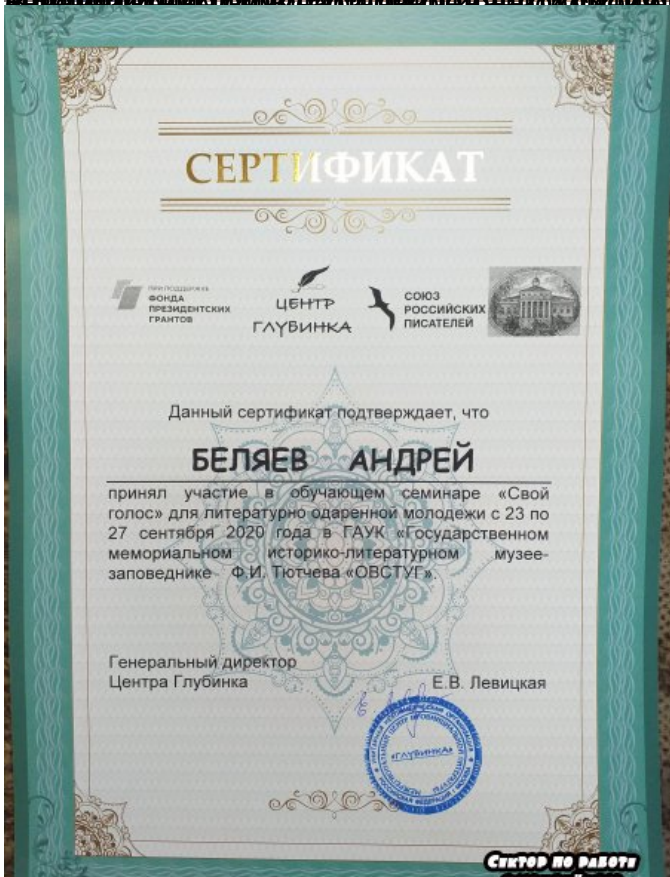 СЕРТИФИКАТ
ПРИ ПОДДЕРЖКЕ
ФОНДА
ПРЕЗИДЕНТСКИХ
ГРАНТОВ
ЦЕНТР
ГЛУБИНКА
СОЮЗ
РОССИЙСКИХ
ПИСАТЕЛЕЙ
Данный сертификат подтверждает, что
БЕЛЯЕВ АНДРЕЙ
принял участие в обучающем семинаре «Свой
голос» для литературно одаренной молодежи с 23 по
27 сентября 2020 года в ГАУК «Государственном
мемориальном историко-литературном музее-
заповеднике Ф.И. Тютчева «ОВСТУГ».
Генеральный директор
Центра Глубинка
Е.В. Левицкая
«ГЛУБИНКА»
Сектор по работе